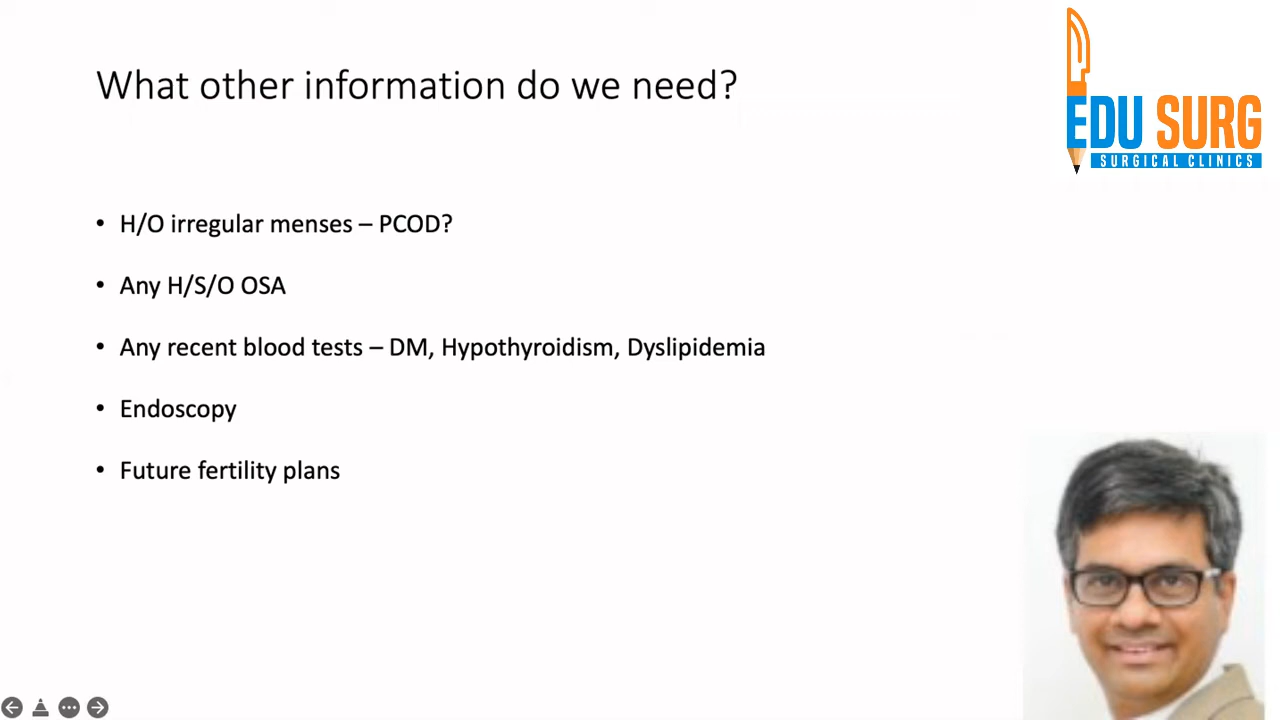 What other information do we need?
EDU SURG
SURGICAL CLINICS
• H/O irregular menses – PCOD?
• Any H/S/O OSA
• Any recent blood tests – DM, Hypothyroidism, Dyslipidemia
• Endoscopy
• Future fertility plans